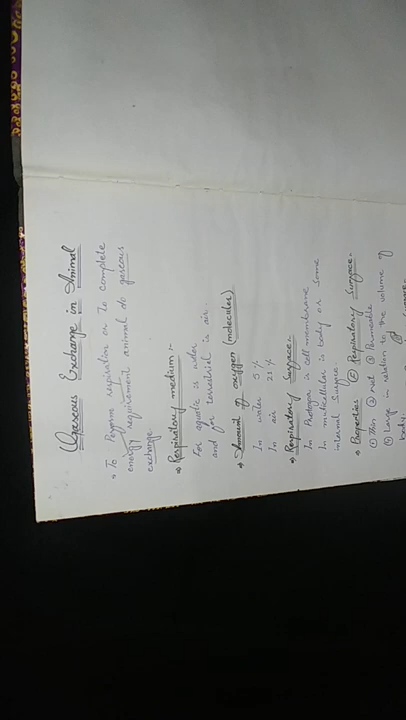 Gaseous Exchange in Animal
* To Perform respiration or To complete
energy requirement animal do gaseous
exchange.
⇒ Respiratory medium :-
For aquatic is water
and for terrestrial is air.
⇒ Amount of oxygen (molecules)
In water 5 %
In air 21 %
⇒ Respiratory Surface -
In Protozoa is cell membrane
In multicellular is body or some
internal Surface
⇒ Properties of Respiratory Surface -
① Thin ② Wet ③ Permeable
④ Large in relation to the volume of
body.